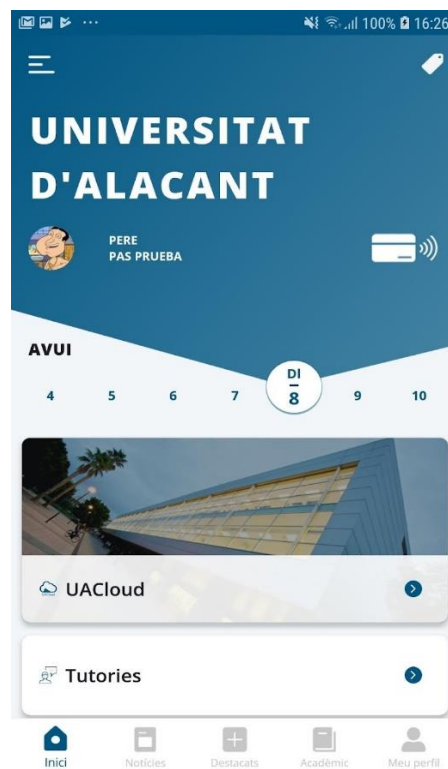 100% 16:26
UNIVERSITAT
D'ALACANT
PERE
PAS PRUEBA
AVUI
DI
4 5 6 7 8 9 10
UACloud
Tutories
Inici Notícies Destacats Acadèmic Meu perfil